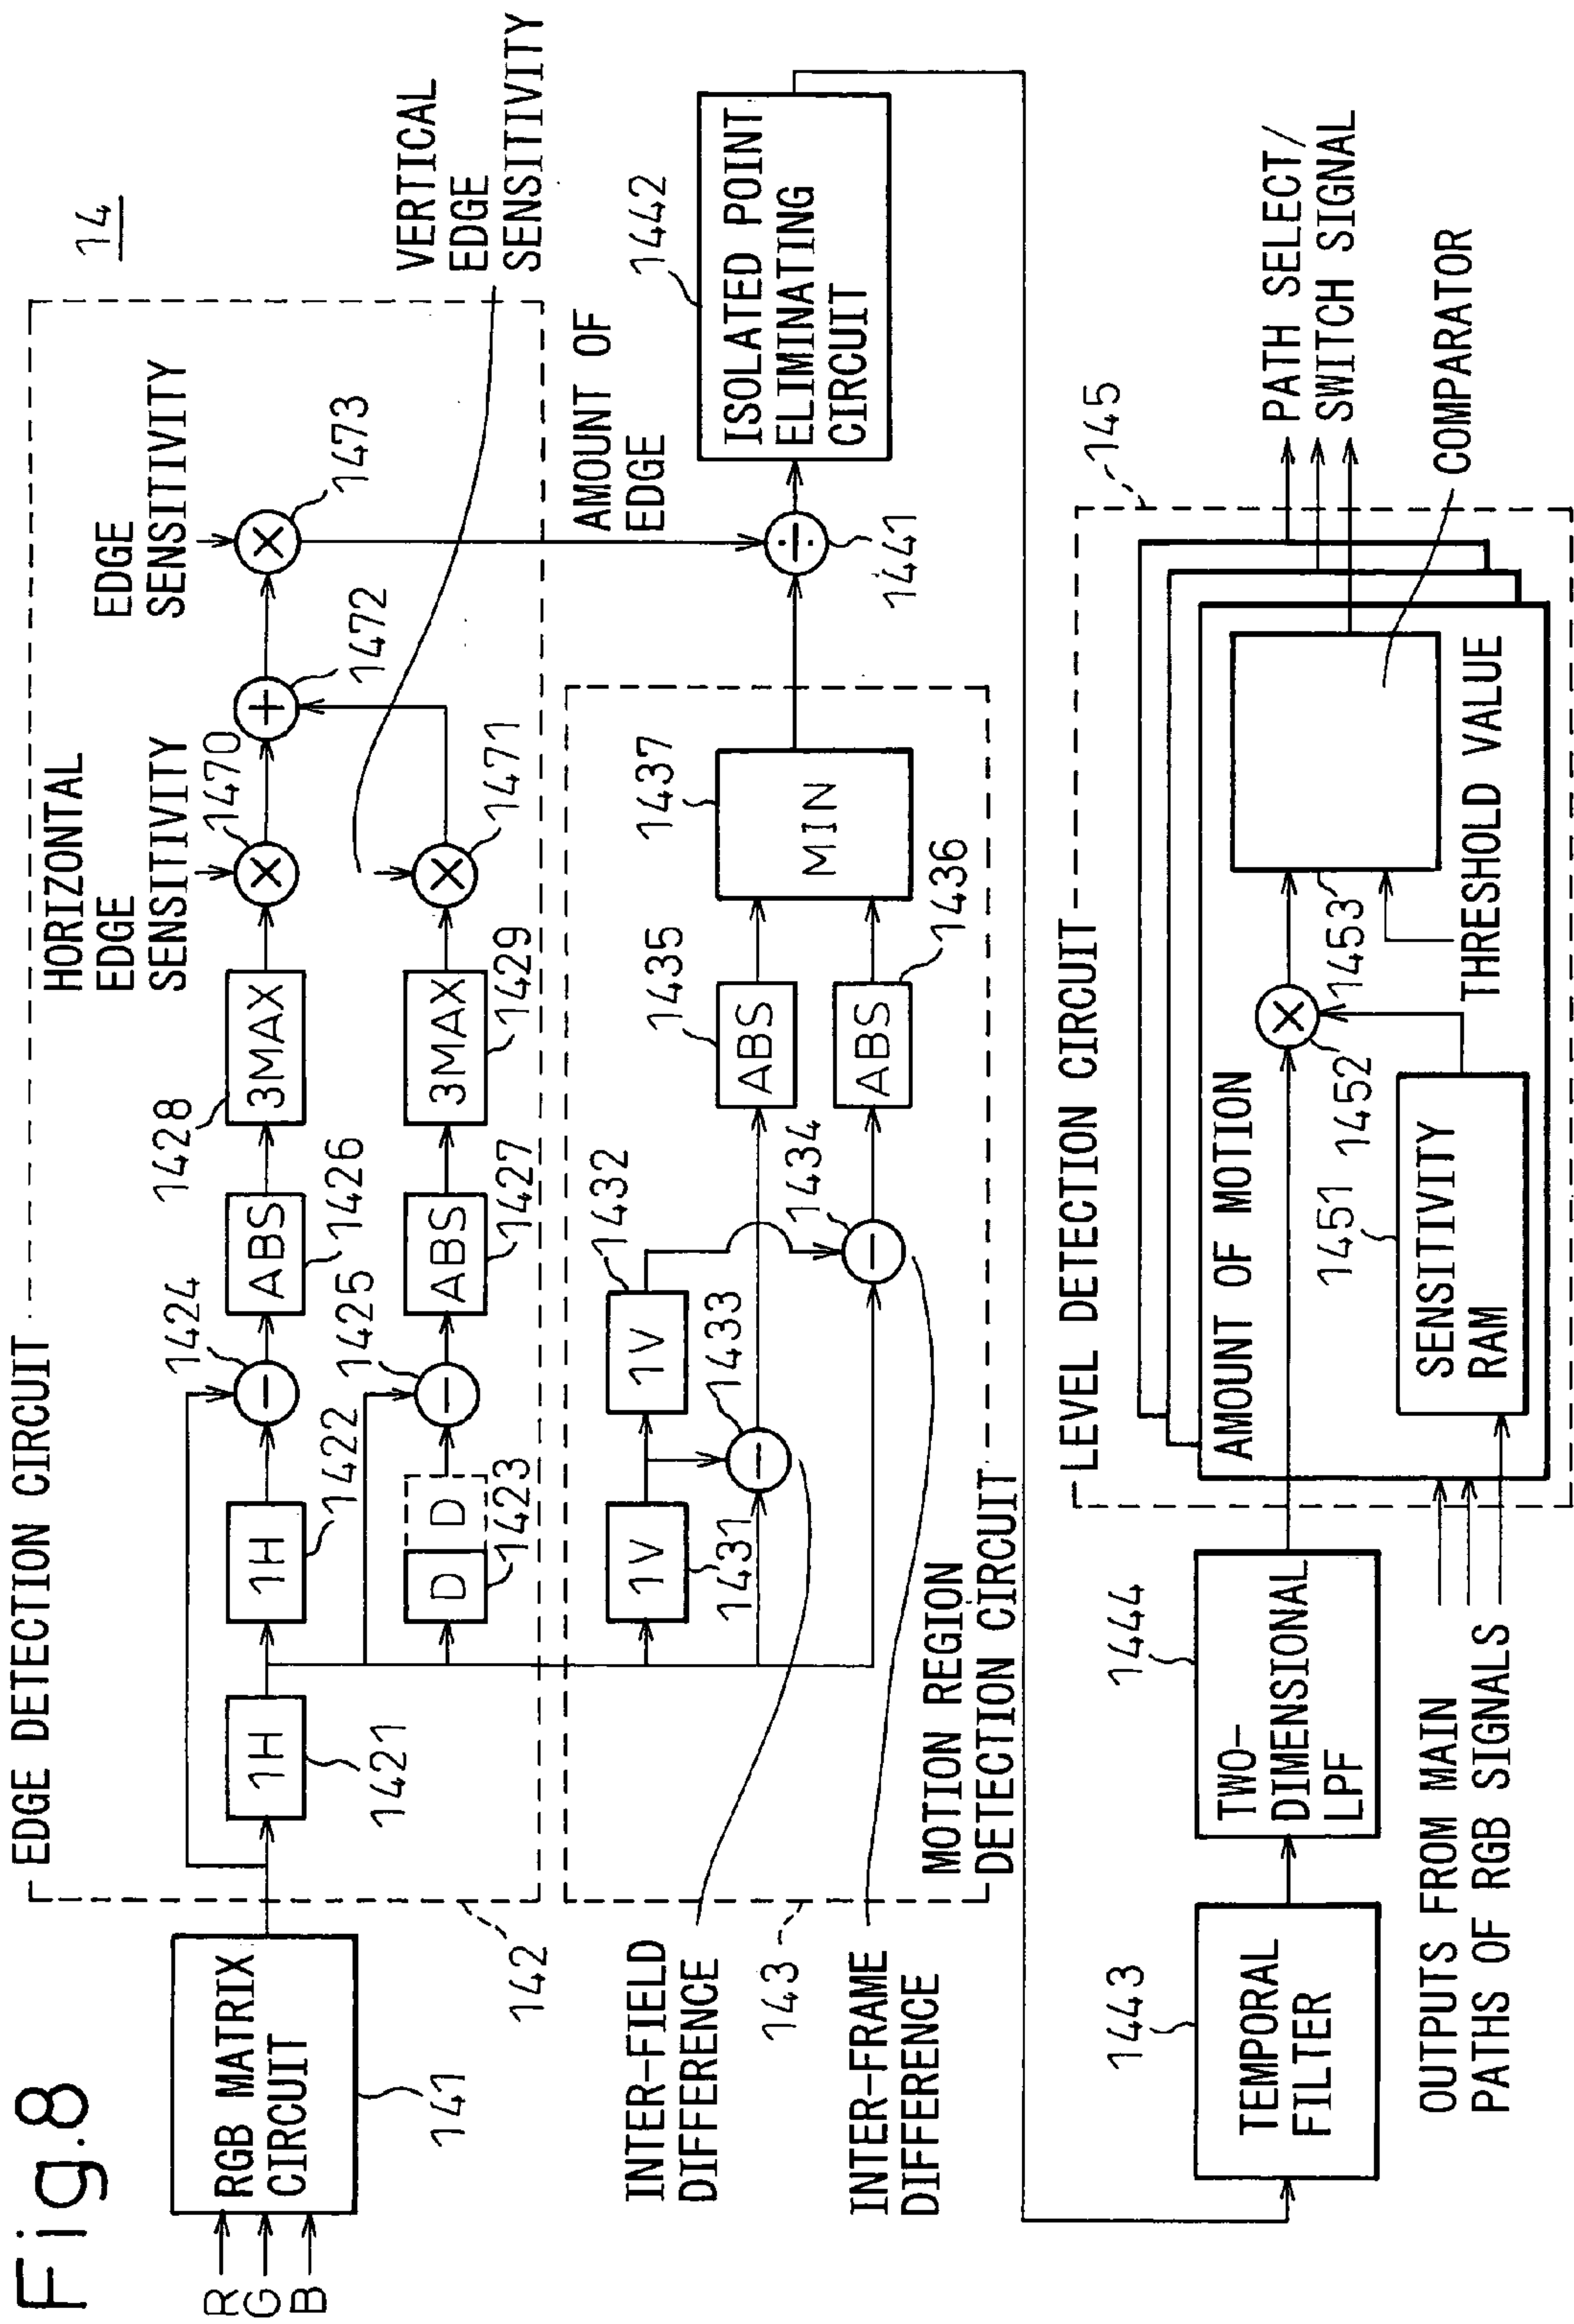 Fig.8
14
R
G
B
RGB MATRIX
CIRCUIT
141
EDGE DETECTION CIRCUIT
142
1H
1421
1H
1422
D
D
1423
−
1424
−
1425
ABS
1426
ABS
1427
3MAX
1428
3MAX
1429
HORIZONTAL
EDGE
SENSITIVITY
×
1470
×
1471
+
1472
EDGE
SENSITIVITY
×
1473
VERTICAL
EDGE
SENSITIVITY
AMOUNT OF
EDGE
INTER-FIELD
DIFFERENCE
143
INTER-FRAME
DIFFERENCE
MOTION REGION
DETECTION CIRCUIT
1V
1431
1V
1432
−
1433
−
1434
ABS
1435
ABS
1436
MIN
1437
÷
1441
ISOLATED POINT
ELIMINATING
CIRCUIT
1442
TEMPORAL
FILTER
1443
TWO-
DIMENSIONAL
LPF
1444
OUTPUTS FROM MAIN
PATHS OF RGB SIGNALS
LEVEL DETECTION CIRCUIT
145
AMOUNT OF MOTION
SENSITIVITY
RAM
1451
×
1452
1453
THRESHOLD VALUE
COMPARATOR
PATH SELECT/
SWITCH SIGNAL